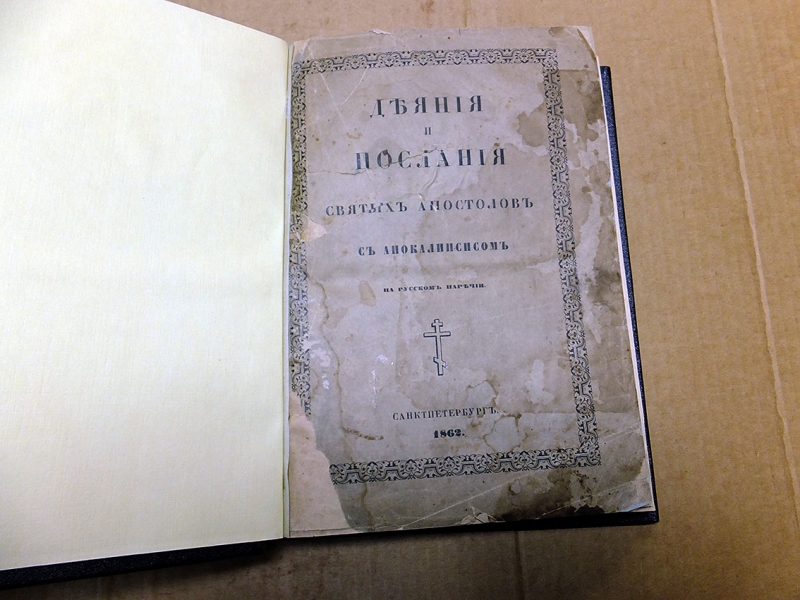 ДѢЯНІЯ
И
ПОСЛАНІЯ
СВЯТЫХЪ АПОСТОЛОВЪ
СЪ АПОКАЛИПСИСОМЪ
НА РУССКОМЪ НАРѢЧІИ.
САНКТПЕТЕРБУРГЪ.
1862.